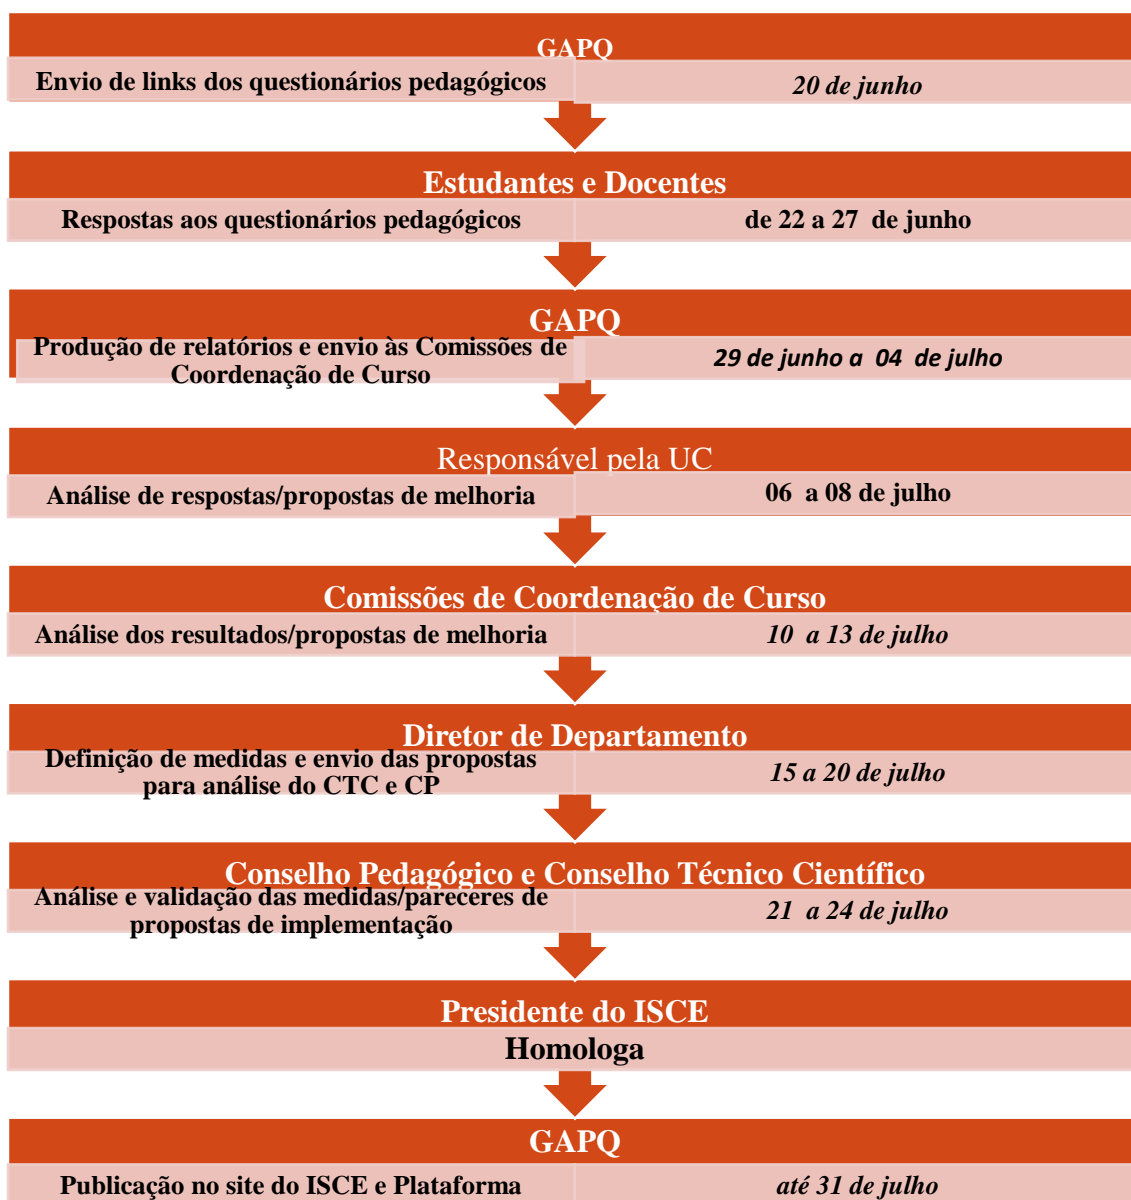 GAPQ
Envio de links dos questionários pedagógicos
20 de junho
Estudantes e Docentes
Respostas aos questionários pedagógicos
de 22 a 27 de junho
GAPQ
Produção de relatórios e envio às Comissões de
Coordenação de Curso
29 de junho a 04 de julho
Responsável pela UC
Análise de respostas/propostas de melhoria
06 a 08 de julho
Comissões de Coordenação de Curso
Análise dos resultados/propostas de melhoria
10 a 13 de julho
Diretor de Departamento
Definição de medidas e envio das propostas
para análise do CTC e CP
15 a 20 de julho
Conselho Pedagógico e Conselho Técnico Científico
Análise e validação das medidas/pareceres de
propostas de implementação
21 a 24 de julho
Presidente do ISCE
Homologa
GAPQ
Publicação no site do ISCE e Plataforma
até 31 de julho